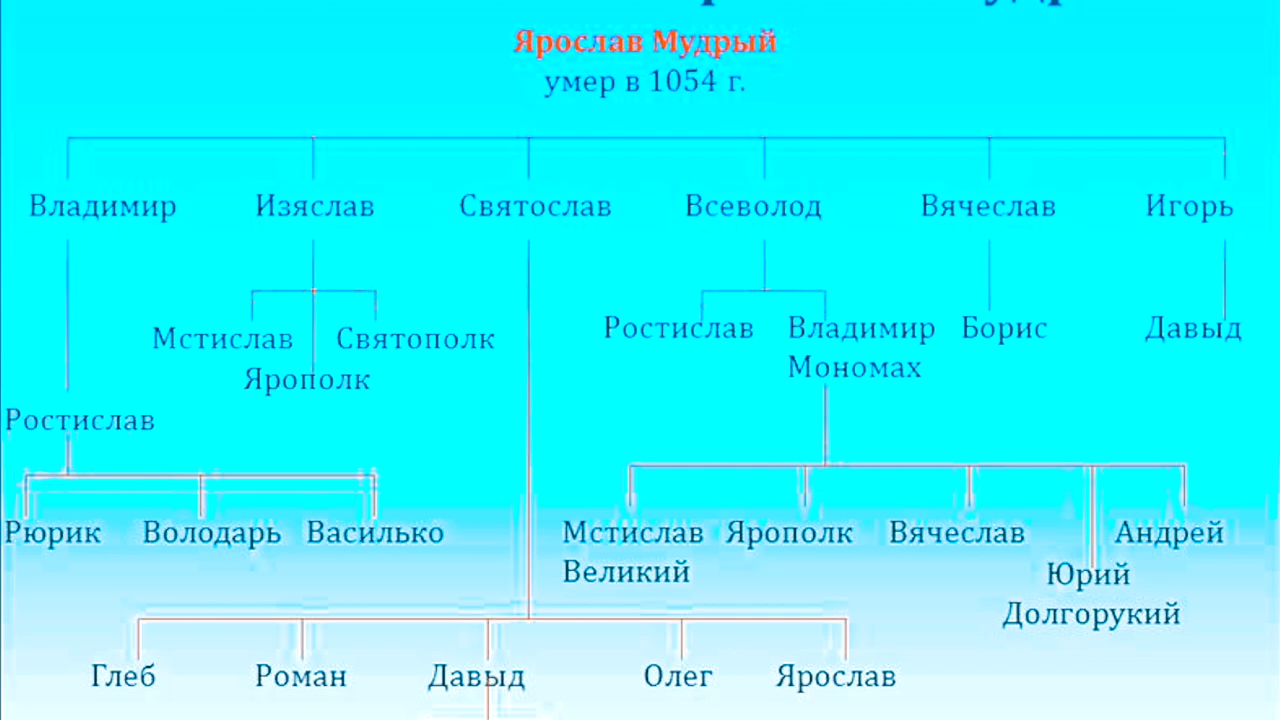 Ярослав Мудрый
умер в 1054 г.
Владимир Изяслав Святослав Всеволод Вячеслав Игорь
Ростислав Владимир Борис Давыд
Мстислав Святополк
Мономах
Ярополк
Ростислав
Рюрик Володарь Василько Мстислав Ярополк Вячеслав Андрей
Великий
Юрий
Долгорукий
Глеб Роман Давыд Олег Ярослав